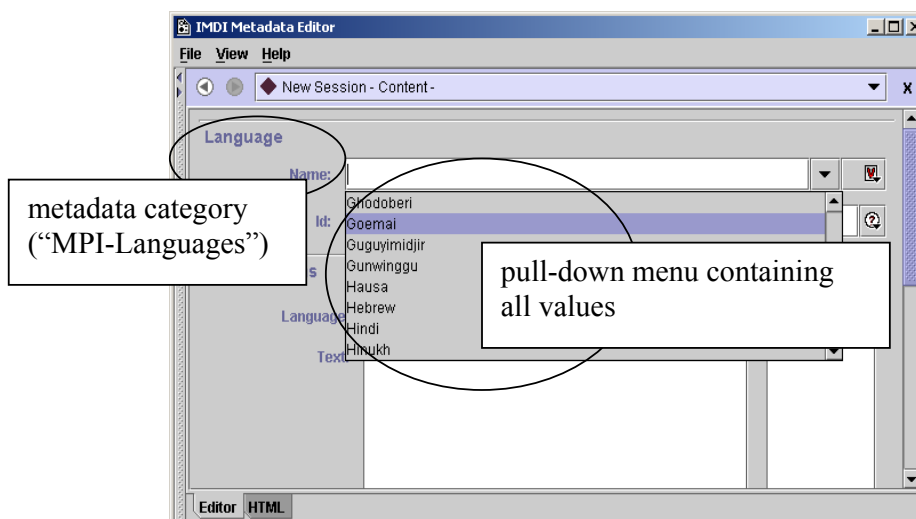 IMDI Metadata Editor
File View Help
New Session - Content -
x
Language
Name:
metadata category
("MPI-Languages")
Id:
Ghodoberi
Goemai
Guguyimidjir
Gunwinggu
Hausa
Hebrew
Hindi
Hinukh
pull-down menu containing
all values
s
Language
Text
Editor HTML